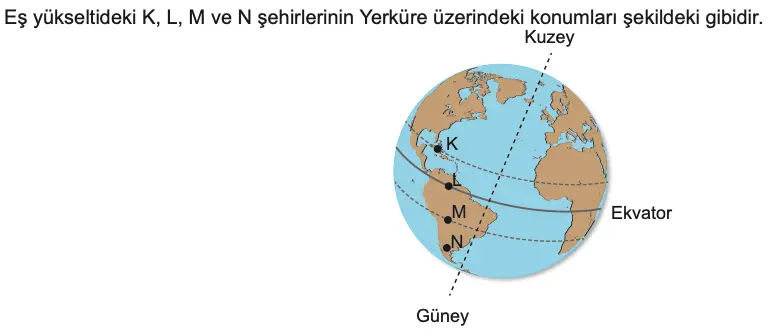 Eş yükseltideki K, L, M ve N şehirlerinin Yerküre üzerindeki konumları şekildeki gibidir.
Kuzey
K
L
M
Ekvator
N
Güney